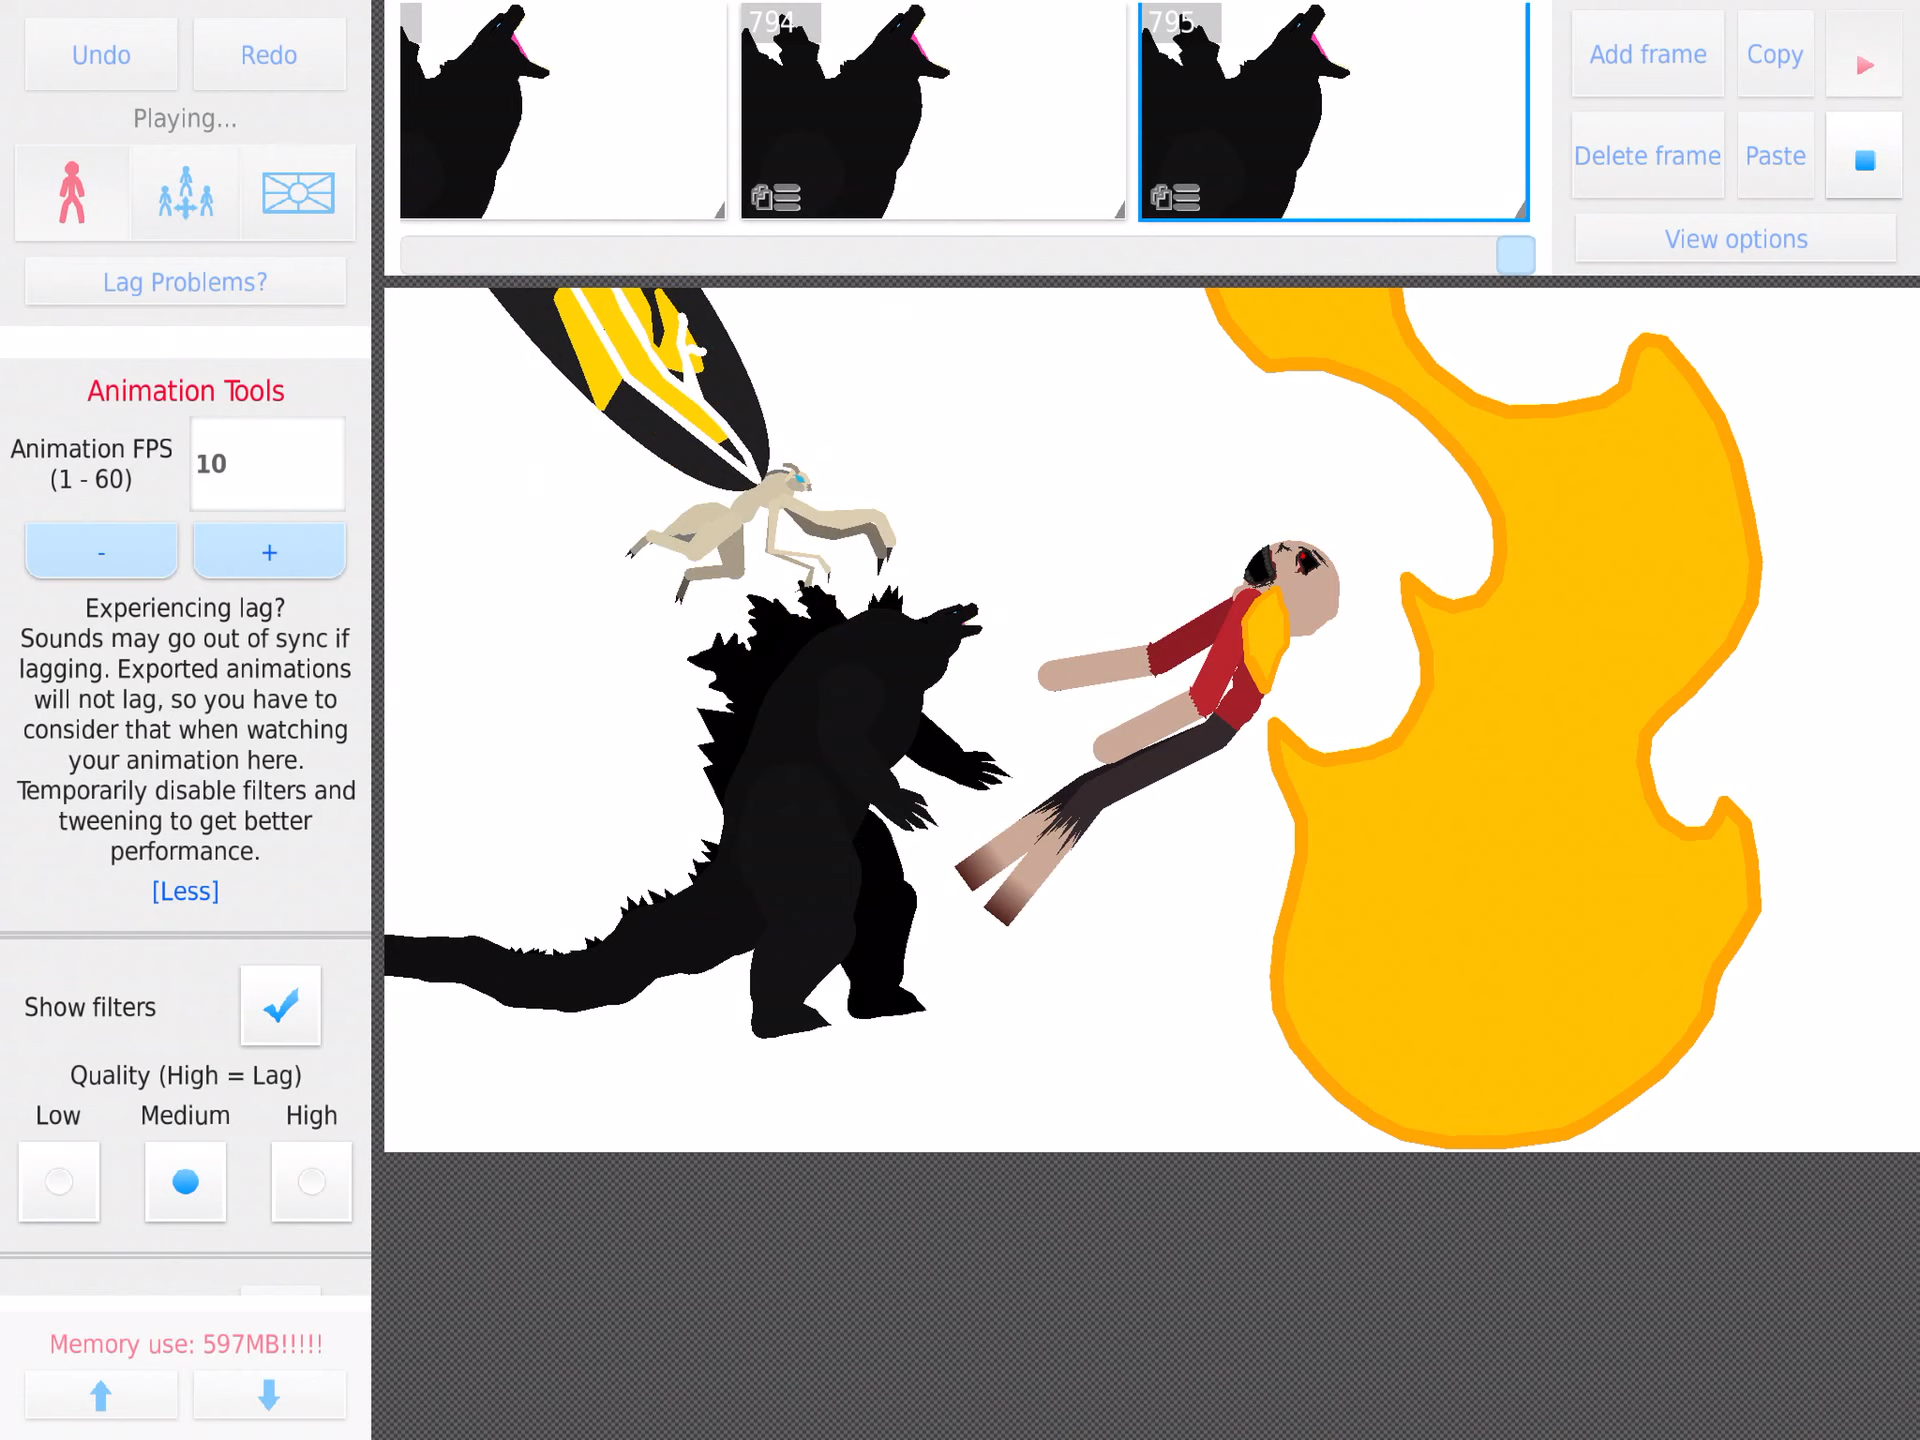 Undo
Redo
Playing...
Lag Problems?
Animation Tools
Animation FPS
(1 - 60)
10
-
+
Experiencing lag?
Sounds may go out of sync if
lagging. Exported animations
will not lag, so you have to
consider that when watching
your animation here.
Temporarily disable filters and
tweening to get better
performance.
[Less]
Show filters
Quality (High = Lag)
Low
Medium
High
Memory use: 597MB!!!!!
794
795
Add frame
Copy
Delete frame
Paste
View options